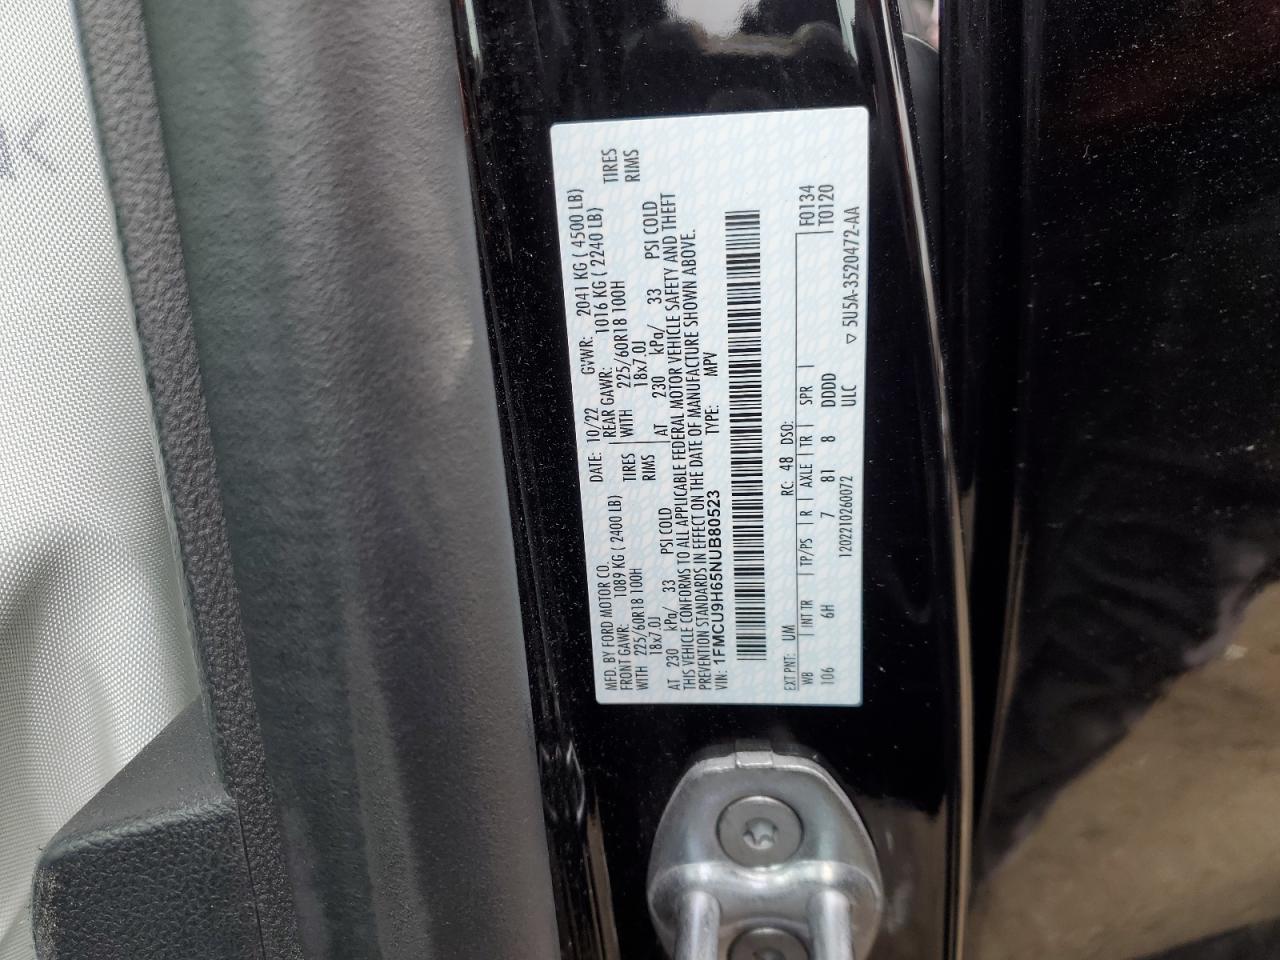 MFD. BY FORD MOTOR CO. DATE: 10/22 GVWR: 2041 KG ( 4500 LB)
FRONT GAWR: 1089 KG ( 2400 LB) REAR GAWR: 1016 KG ( 2240 LB)
WITH 225/60R18 100H TIRES WITH 225/60R18 100H TIRES
18x7.0J RIMS 18x7.0J RIMS
AT 230 kPa/ 33 PSI COLD AT 230 kPa/ 33 PSI COLD
THIS VEHICLE CONFORMS TO ALL APPLICABLE FEDERAL MOTOR VEHICLE SAFETY AND THEFT
PREVENTION STANDARDS IN EFFECT ON THE DATE OF MANUFACTURE SHOWN ABOVE.
VIN: 1FMCU9H65NUB80523 TYPE: MPV
EXT PNT: UM RC: 48 DSO:
WB INT TR TP/PS R AXLE TR SPR F0134
106 6H 7 81 8 DDDD T0120
1202210260072 ULC ▽ 5U5A-3520472-AA